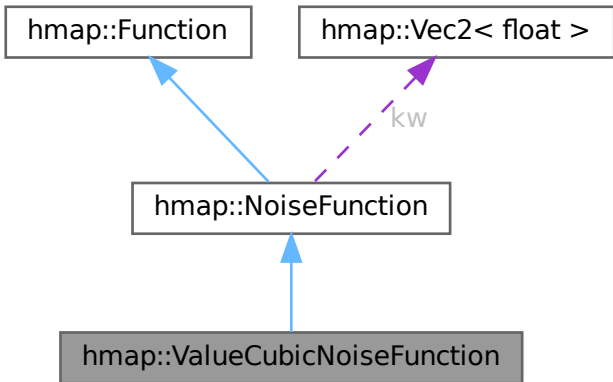 hmap::Function
hmap::Vec2< float >
kw
hmap::NoiseFunction
hmap::ValueCubicNoiseFunction